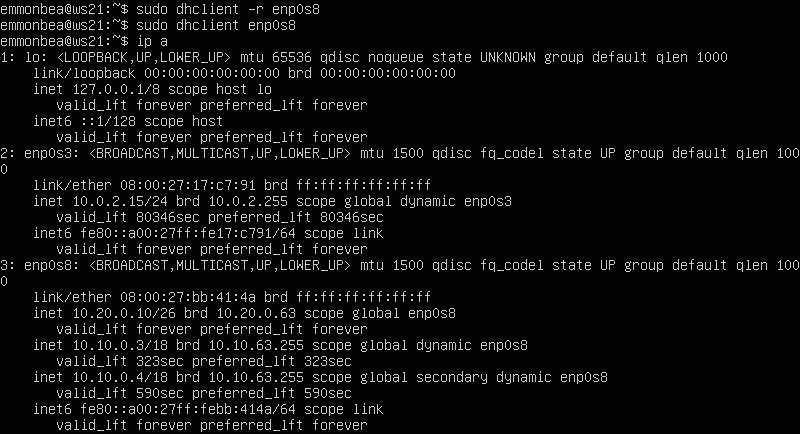 emmonbea@ws21:~$ sudo dhclient -r enp0s8
emmonbea@ws21:~$ sudo dhclient enp0s8
emmonbea@ws21:~$ ip a
1: lo: <LOOPBACK,UP,LOWER_UP> mtu 65536 qdisc noqueue state UNKNOWN group default qlen 1000
    link/loopback 00:00:00:00:00:00 brd 00:00:00:00:00:00
    inet 127.0.0.1/8 scope host lo
       valid_lft forever preferred_lft forever
    inet6 ::1/128 scope host
       valid_lft forever preferred_lft forever
2: enp0s3: <BROADCAST,MULTICAST,UP,LOWER_UP> mtu 1500 qdisc fq_codel state UP group default qlen 100
0
    link/ether 08:00:27:17:c7:91 brd ff:ff:ff:ff:ff:ff
    inet 10.0.2.15/24 brd 10.0.2.255 scope global dynamic enp0s3
       valid_lft 80346sec preferred_lft 80346sec
    inet6 fe80::a00:27ff:fe17:c791/64 scope link
       valid_lft forever preferred_lft forever
3: enp0s8: <BROADCAST,MULTICAST,UP,LOWER_UP> mtu 1500 qdisc fq_codel state UP group default qlen 100
0
    link/ether 08:00:27:bb:41:4a brd ff:ff:ff:ff:ff:ff
    inet 10.20.0.10/26 brd 10.20.0.63 scope global enp0s8
       valid_lft forever preferred_lft forever
    inet 10.10.0.3/18 brd 10.10.63.255 scope global dynamic enp0s8
       valid_lft 323sec preferred_lft 323sec
    inet 10.10.0.4/18 brd 10.10.63.255 scope global secondary dynamic enp0s8
       valid_lft 590sec preferred_lft 590sec
    inet6 fe80::a00:27ff:febb:414a/64 scope link
       valid_lft forever preferred_lft forever